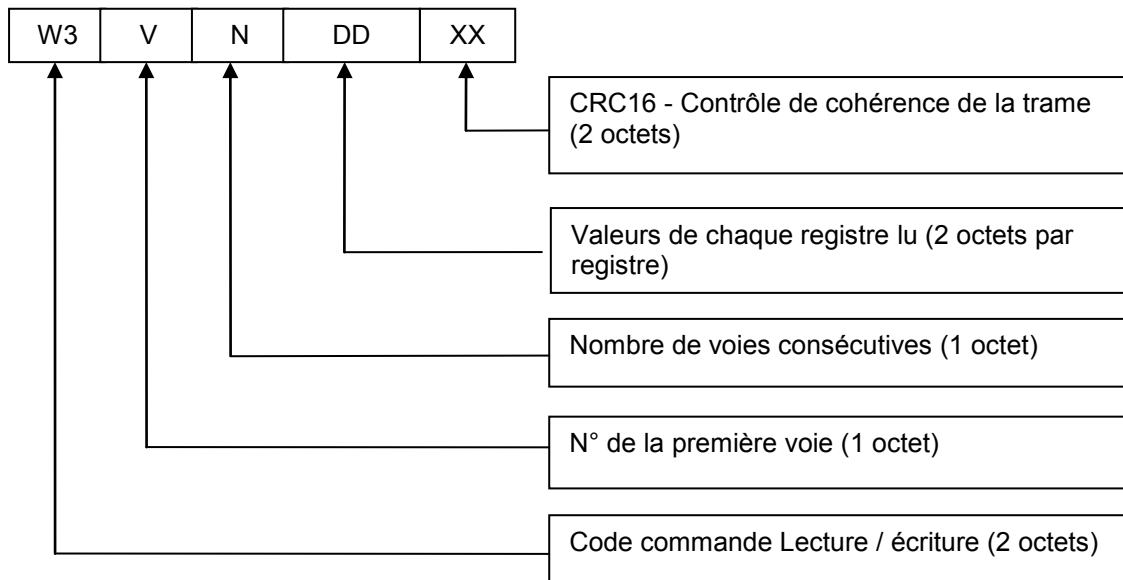 W3 V N DD XX
CRC16 - Contrôle de cohérence de la trame
(2 octets)
Valeurs de chaque registre lu (2 octets par
registre)
Nombre de voies consécutives (1 octet)
N° de la première voie (1 octet)
Code commande Lecture / écriture (2 octets)